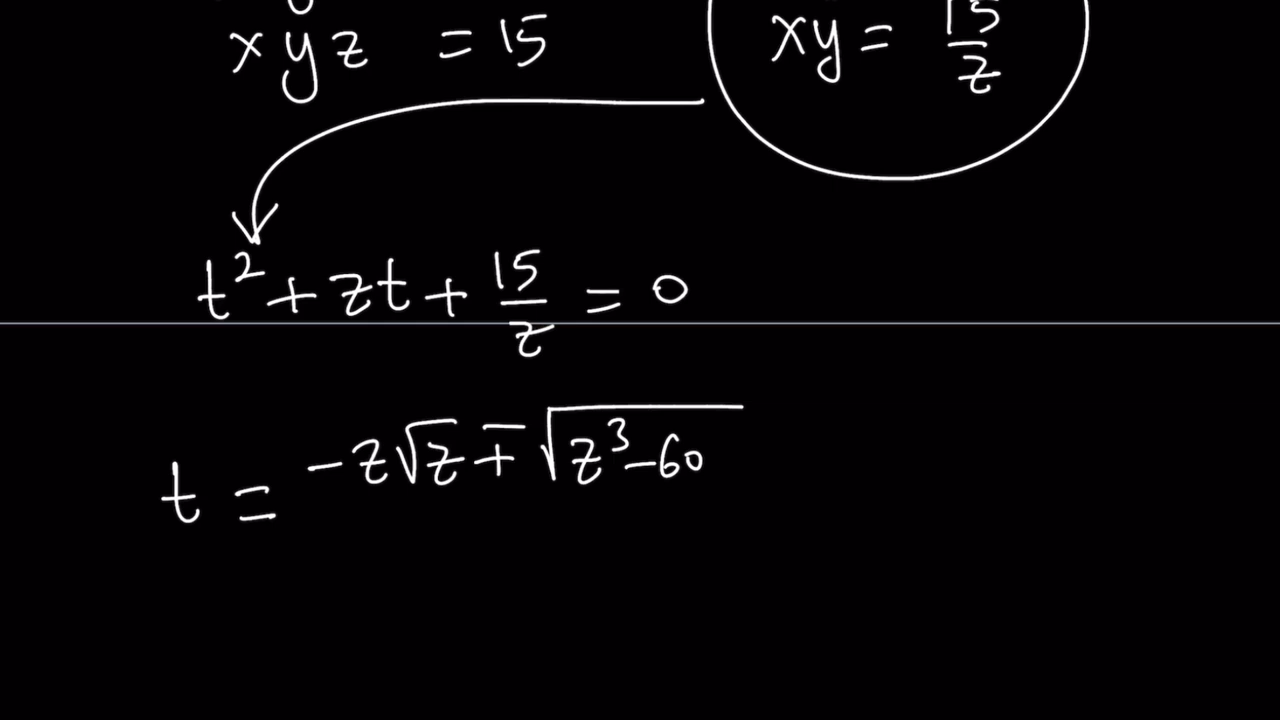 xyz = 15
xy = 15/z
t² + zt + 15/z = 0
t = -z√z ∓ √(z³-60)